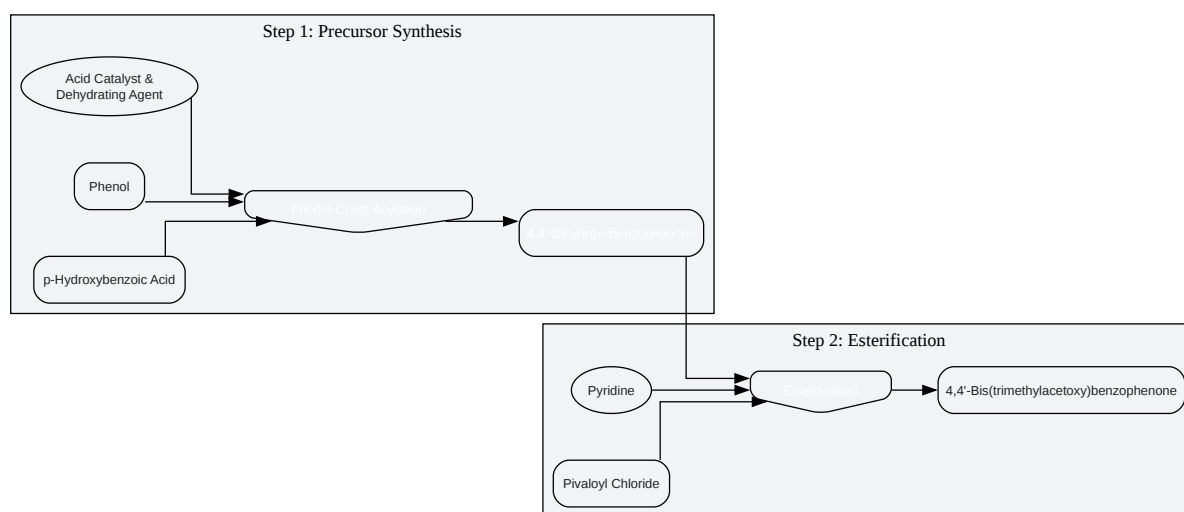 Step 1: Precursor Synthesis
Acid Catalyst &
Dehydrating Agent
Phenol
Friedel-Crafts Acylation
4,4'-Dihydroxybenzophenone
p-Hydroxybenzoic Acid
Step 2: Esterification
Pyridine
Esterification
4,4'-Bis(trimethylacetoxy)benzophenone
Pivaloyl Chloride